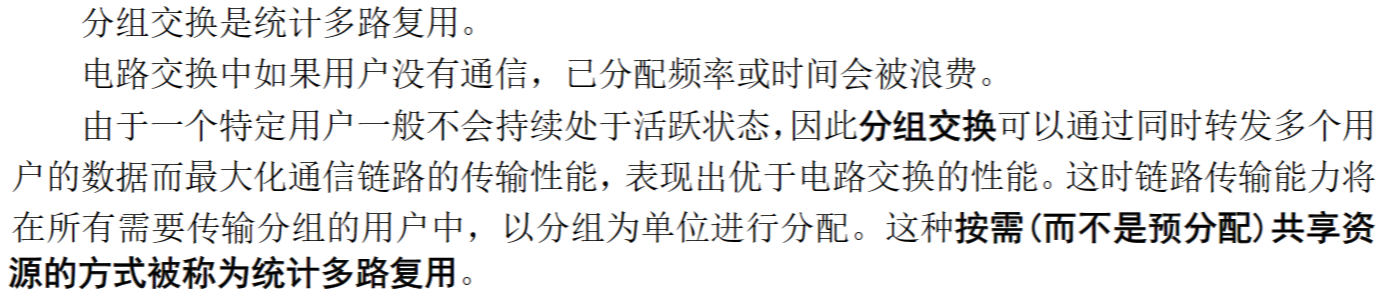 分组交换是统计多路复用。
电路交换中如果用户没有通信，已分配频率或时间会被浪费。
由于一个特定用户一般不会持续处于活跃状态，因此分组交换可以通过同时转发多个用
户的数据而最大化通信链路的传输性能，表现出优于电路交换的性能。这时链路传输能力将
在所有需要传输分组的用户中，以分组为单位进行分配。这种按需(而不是预分配)共享资
源的方式被称为统计多路复用。